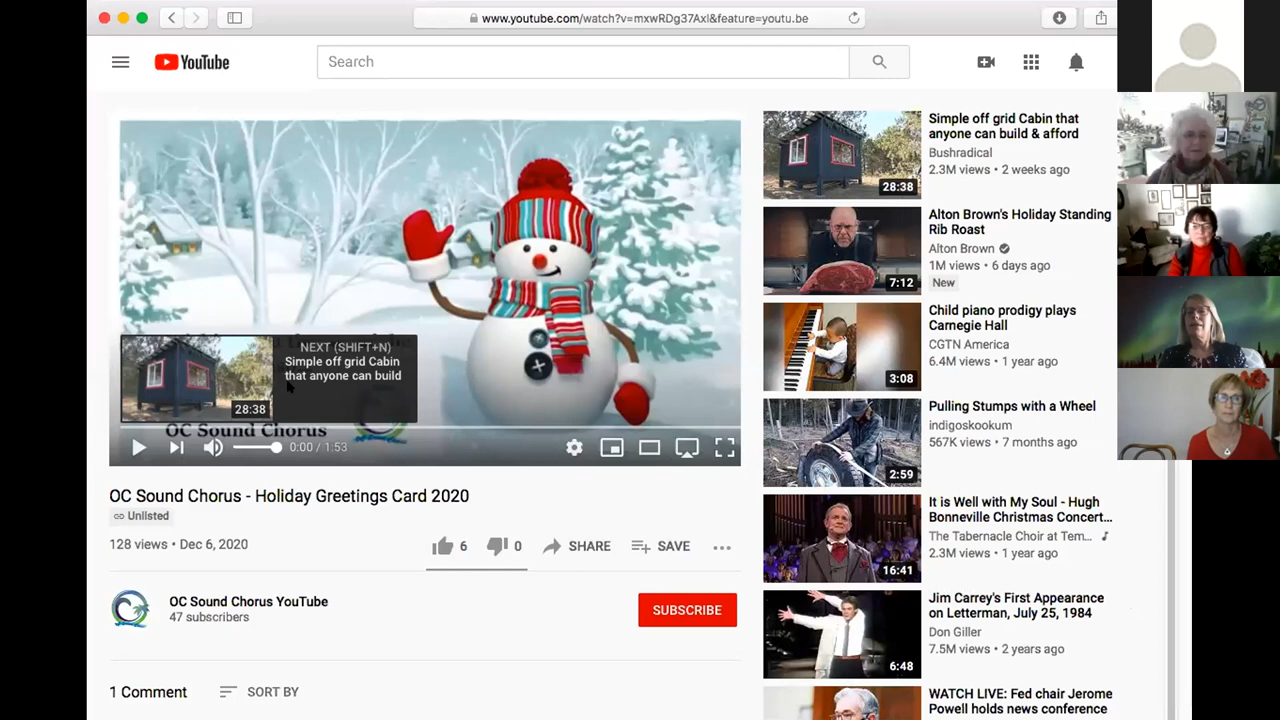 www.youtube.com/watch?v=mxwRDg37AxI&feature=youtu.be
YouTube
Search
NEXT (SHIFT+N)
Simple off grid Cabin
that anyone can build
28:38
OC Sound Chorus
0:00 / 1:53
OC Sound Chorus - Holiday Greetings Card 2020
Unlisted
128 views • Dec 6, 2020
6
0
SHARE
SAVE
OC Sound Chorus YouTube
47 subscribers
SUBSCRIBE
1 Comment
SORT BY
28:38
Simple off grid Cabin that
anyone can build & afford
Bushradical
2.3M views • 2 weeks ago
7:12
Alton Brown's Holiday Standing
Rib Roast
Alton Brown
1M views • 6 days ago
New
3:08
Child piano prodigy plays
Carnegie Hall
CGTN America
6.4M views • 1 year ago
2:59
Pulling Stumps with a Wheel
indigoskookum
567K views • 7 months ago
16:41
It is Well with My Soul - Hugh
Bonneville Christmas Concert...
The Tabernacle Choir at Tem...
2.3M views • 1 year ago
6:48
Jim Carrey's First Appearance
on Letterman, July 25, 1984
Don Giller
7.5M views • 2 years ago
WATCH LIVE: Fed chair Jerome
Powell holds news conference